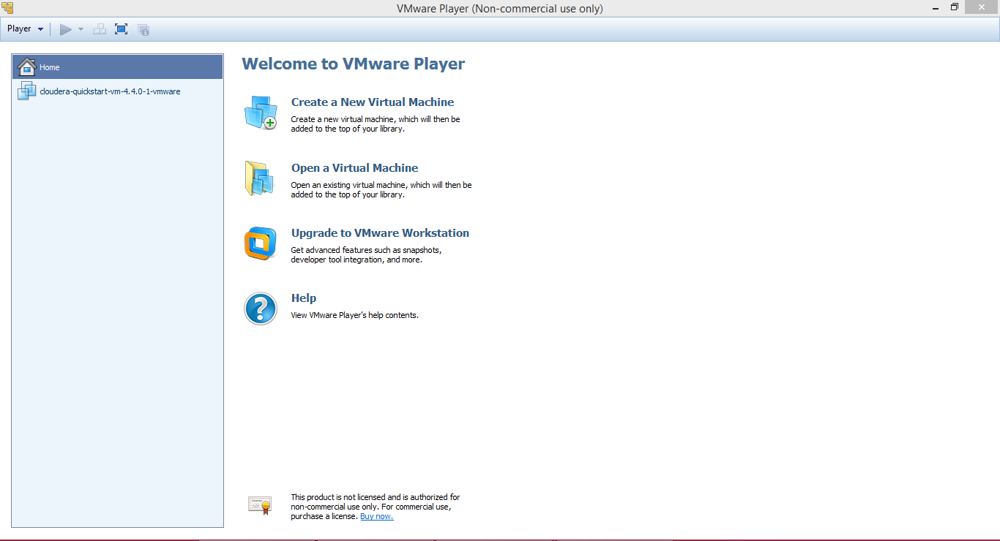 VMware Player (Non-commercial use only)
Player
Home
cloudera-quickstart-vm-4.4.0-1-vmware
Welcome to VMware Player
Create a New Virtual Machine
Create a new virtual machine, which will then be
added to the top of your library.
Open a Virtual Machine
Open an existing virtual machine, which will then be
added to the top of your library.
Upgrade to VMware Workstation
Get advanced features such as snapshots,
developer tool integration, and more.
Help
View VMware Player's help contents.
This product is not licensed and is authorized for
non-commercial use only. For commercial use,
purchase a license. Buy now.